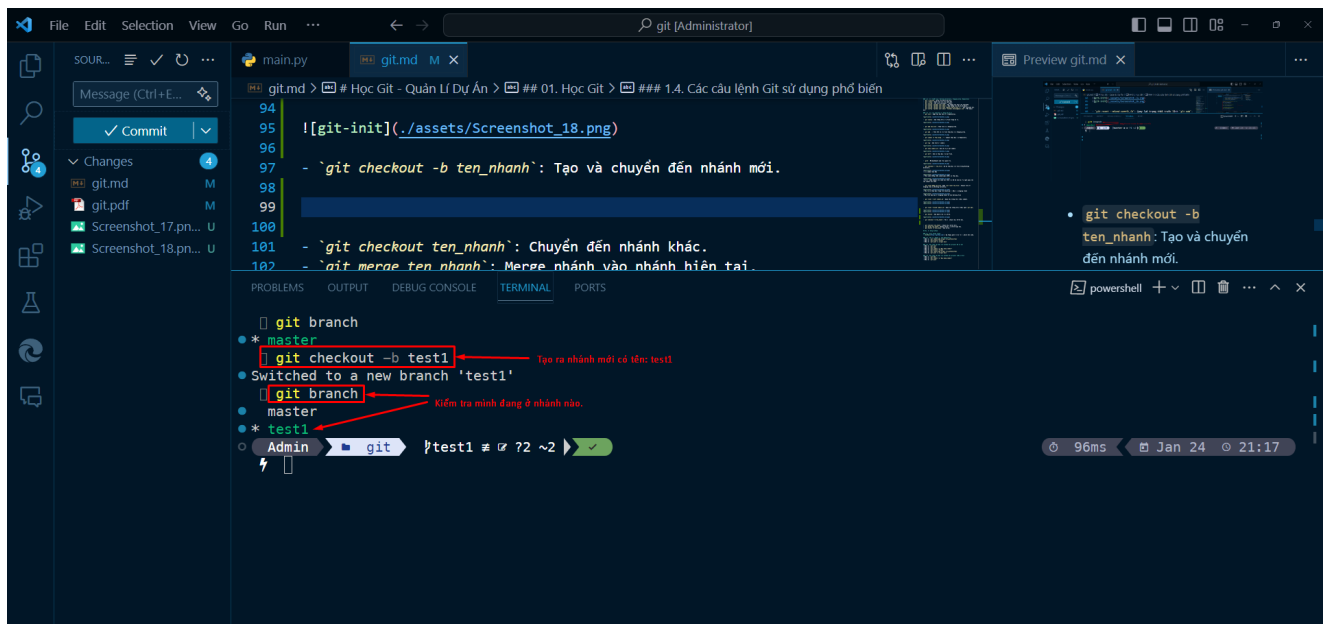 File Edit Selection View Go Run ··· git [Administrator]
SOUR...
main.py
git.md M
Preview git.md
Message (Ctrl+E...
Commit
Changes 4
git.md M
git.pdf M
Screenshot_17.pn... U
Screenshot_18.pn... U
4
git.md > # Học Git - Quản Lí Dự Án > ## 01. Học Git > ### 1.4. Các câu lệnh Git sử dụng phổ biến
94
95 ![git-init](./assets/Screenshot_18.png)
96
97 - `git checkout -b ten_nhanh`: Tạo và chuyển đến nhánh mới.
98
99
100
101 - `git checkout ten_nhanh`: Chuyển đến nhánh khác.
102 - `git merge ten_nhanh`: Merge nhánh vào nhánh hiện tại.
• git checkout -b
ten_nhanh: Tạo và chuyển
đến nhánh mới.
PROBLEMS OUTPUT DEBUG CONSOLE TERMINAL PORTS
powershell
git branch
* master
git checkout -b test1
Tạo ra nhánh mới có tên: test1
Switched to a new branch 'test1'
git branch
Kiểm tra mình đang ở nhánh nào.
master
* test1
Admin git test1 ≢ ?2 ~2 ✓
96ms Jan 24 21:17